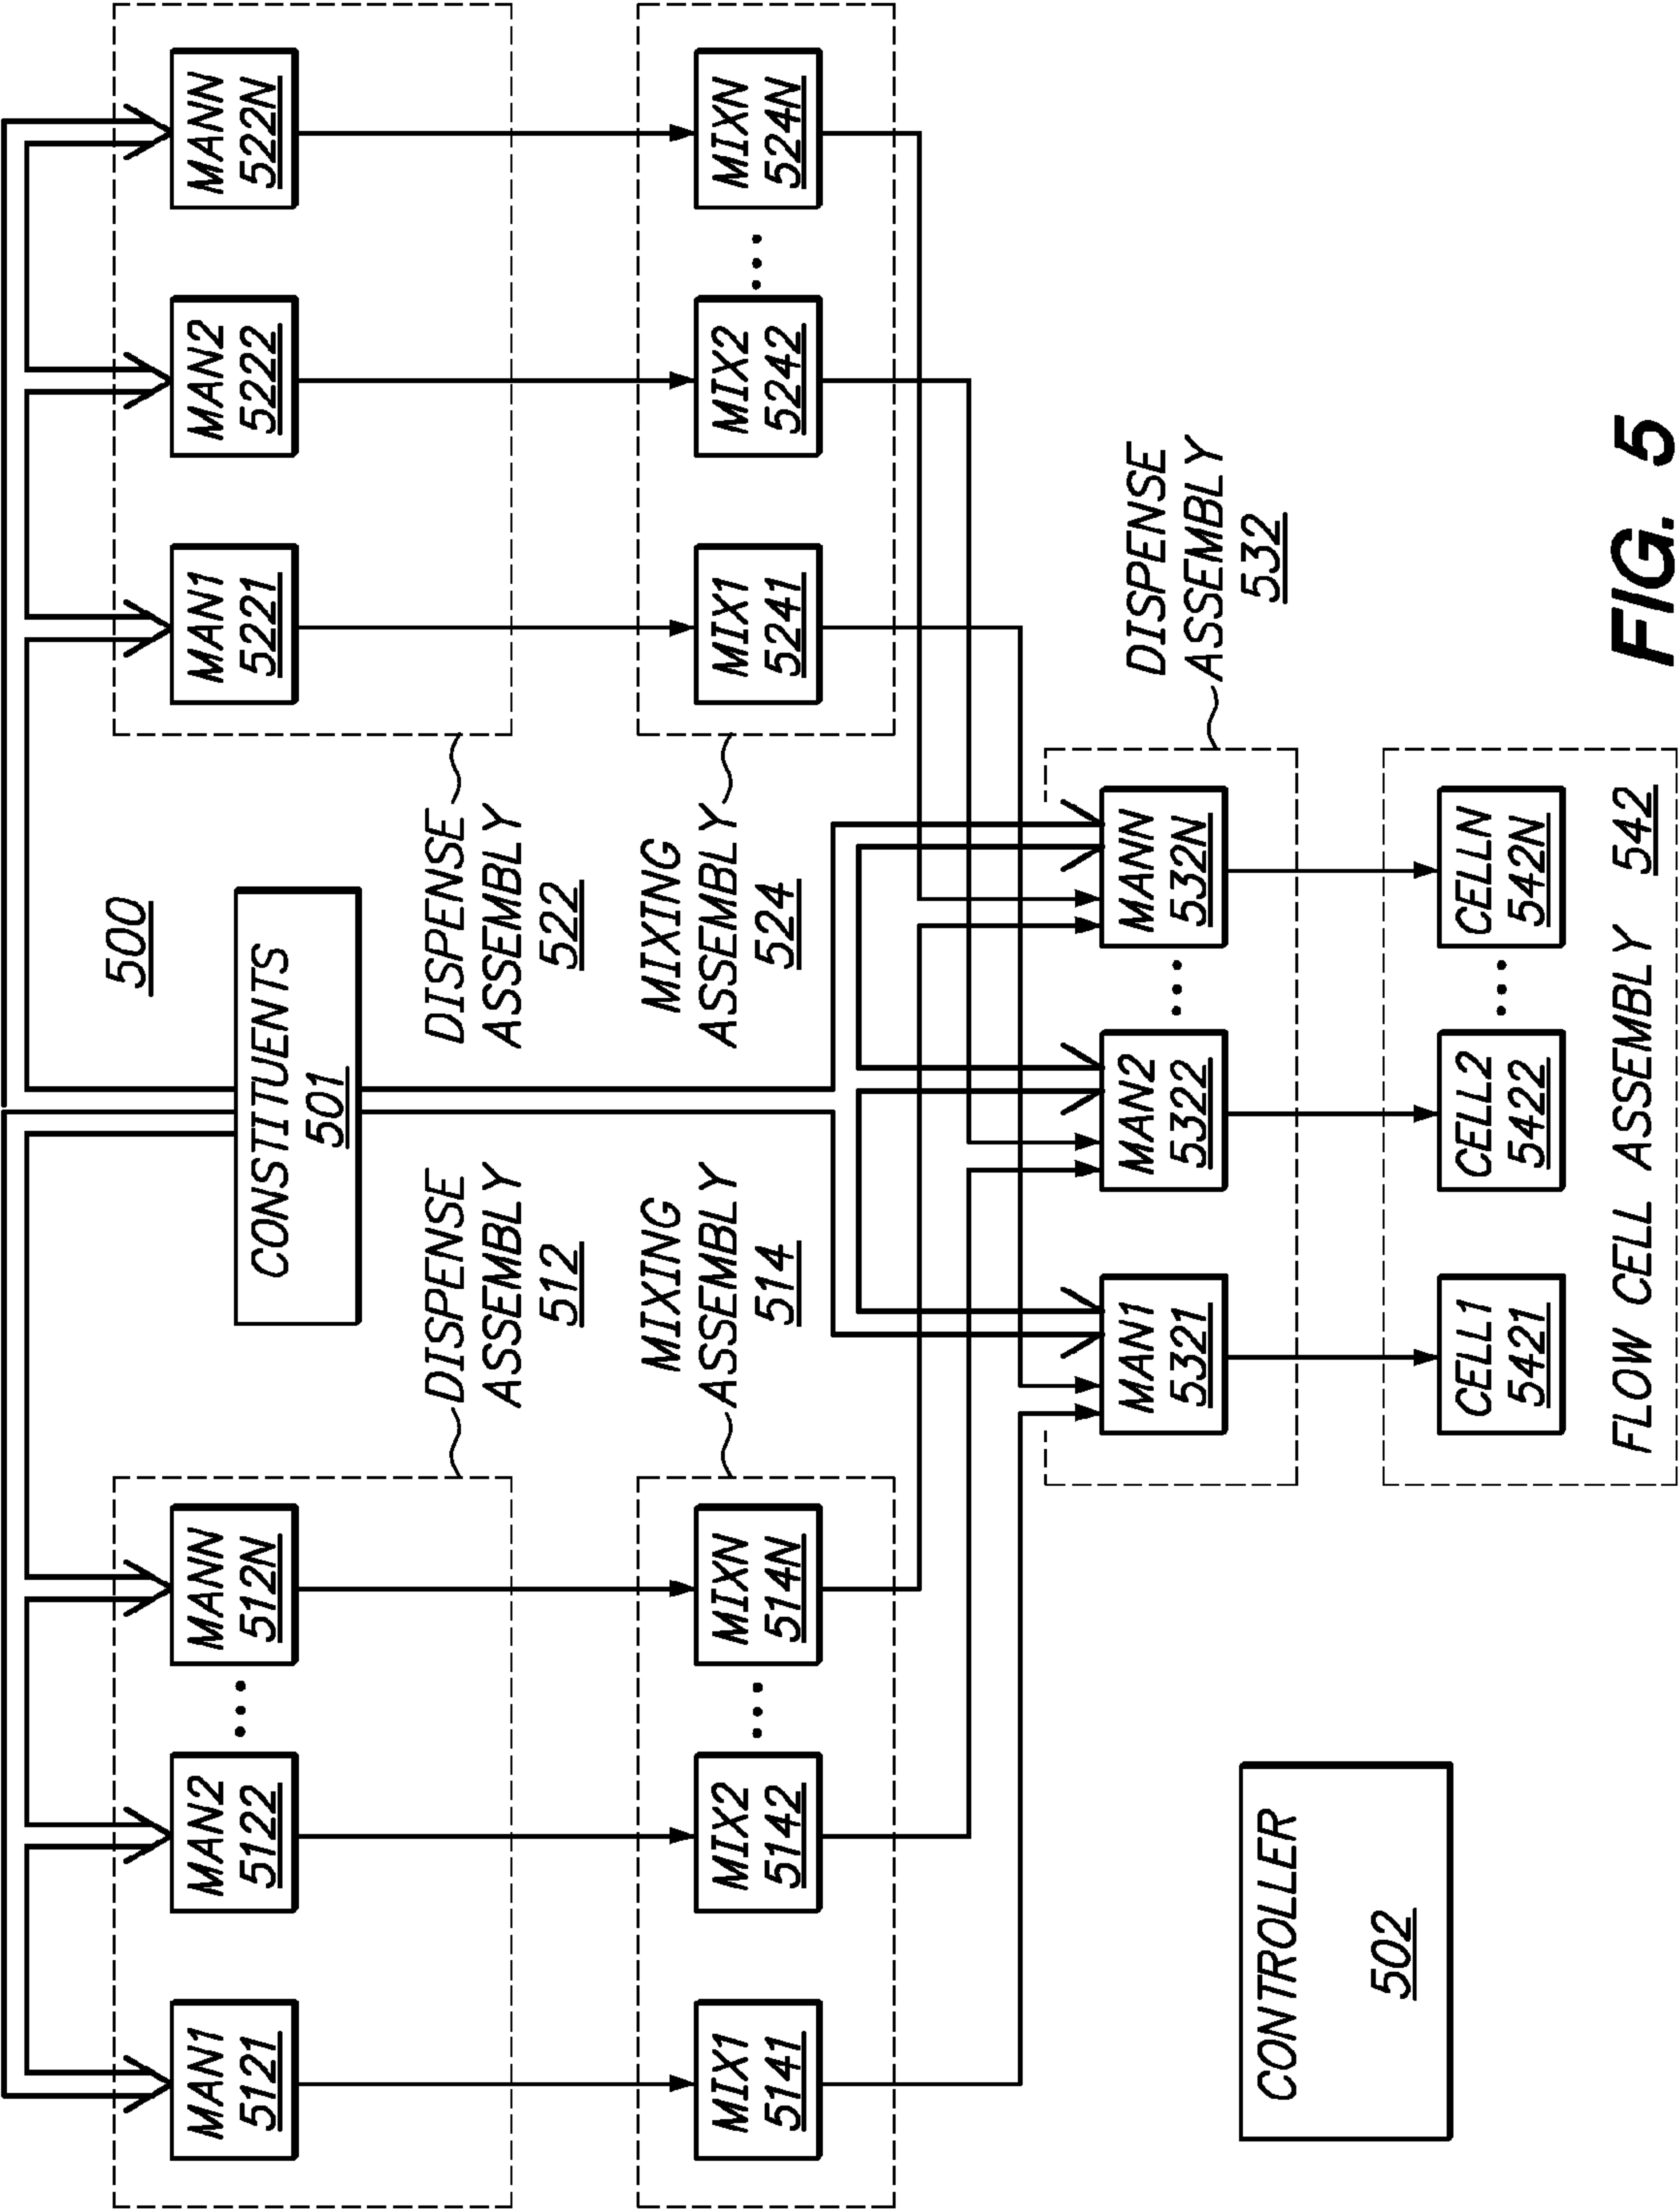 500
CONSTITUENTS
501
MAN1
5121
MAN2
5122
...
MANN
512N
DISPENSE
ASSEMBLY
512
MAN1
5221
MAN2
5222
MANN
522N
DISPENSE
ASSEMBLY
522
MIX1
5141
MIX2
5142
...
MIXN
514N
MIXING
ASSEMBLY
514
MIX1
5241
MIX2
5242
...
MIXN
524N
MIXING
ASSEMBLY
524
MAN1
5321
MAN2
5322
...
MANN
532N
DISPENSE
ASSEMBLY
532
CELL1
5421
CELL2
5422
...
CELLN
542N
FLOW CELL ASSEMBLY 542
CONTROLLER
502
FIG. 5